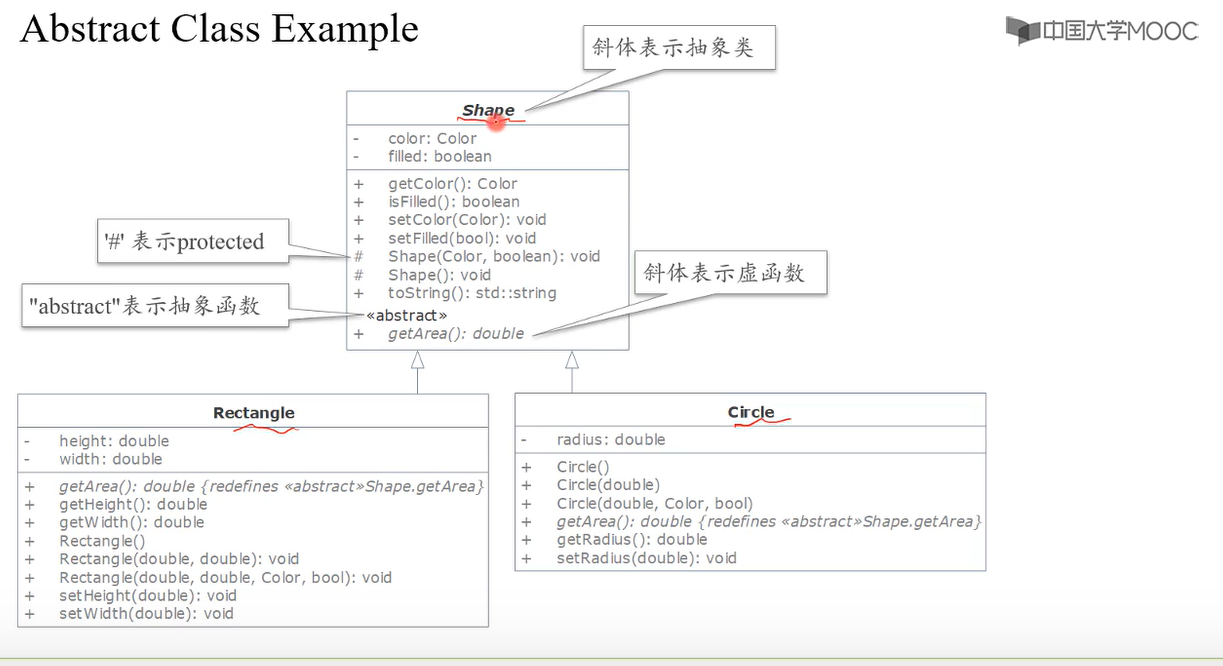 Abstract Class Example
中国大学MOOC
斜体表示抽象类
Shape
- color: Color
- filled: boolean
+ getColor(): Color
+ isFilled(): boolean
+ setColor(Color): void
+ setFilled(bool): void
# Shape(Color, boolean): void
# Shape(): void
+ toString(): std::string
«abstract»
+ getArea(): double
'#' 表示protected
"abstract"表示抽象函数
斜体表示虚函数
Rectangle
- height: double
- width: double
+ getArea(): double {redefines «abstract»Shape.getArea}
+ getHeight(): double
+ getWidth(): double
+ Rectangle()
+ Rectangle(double, double): void
+ Rectangle(double, double, Color, bool): void
+ setHeight(double): void
+ setWidth(double): void
Circle
- radius: double
+ Circle()
+ Circle(double)
+ Circle(double, Color, bool)
+ getArea(): double {redefines «abstract»Shape.getArea}
+ getRadius(): double
+ setRadius(double): void